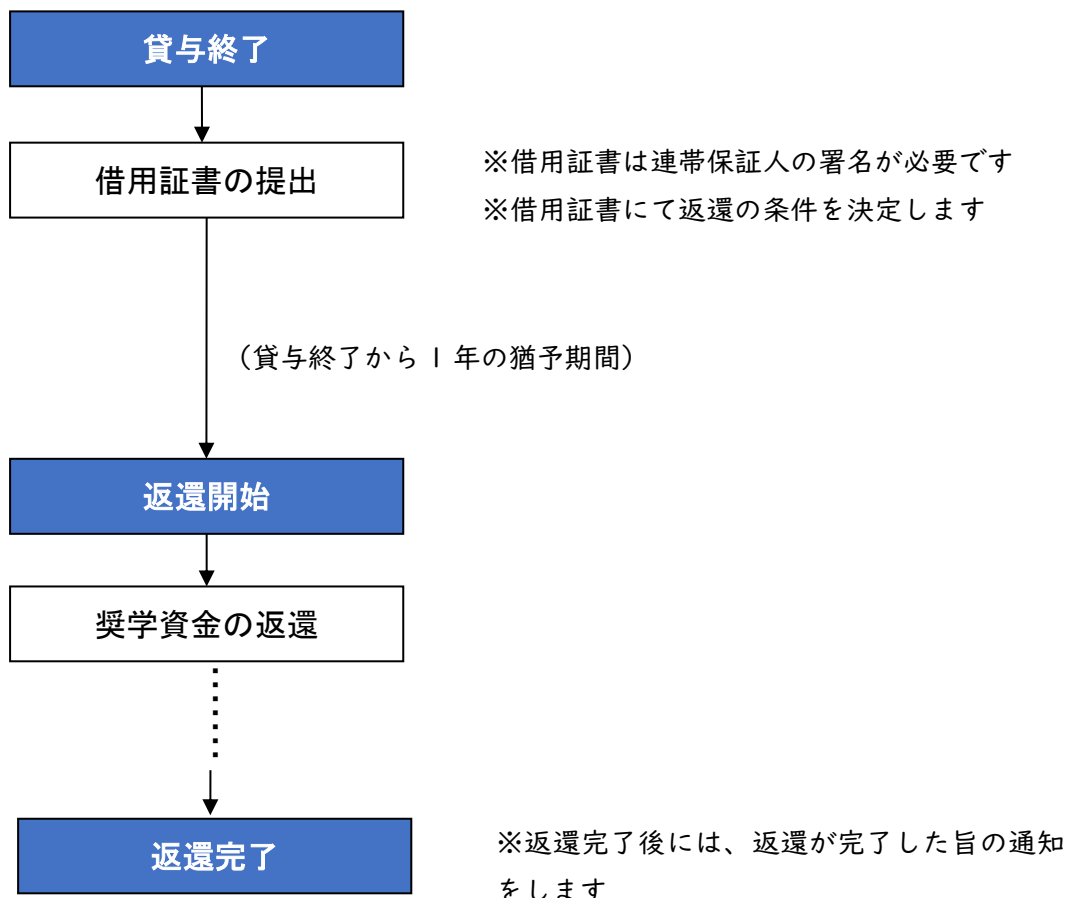 貸与終了
借用証書の提出
※借用証書は連帯保証人の署名が必要です
※借用証書にて返還の条件を決定します
（貸与終了から1年の猶予期間）
返還開始
奨学資金の返還
返還完了
※返還完了後には、返還が完了した旨の通知
をします